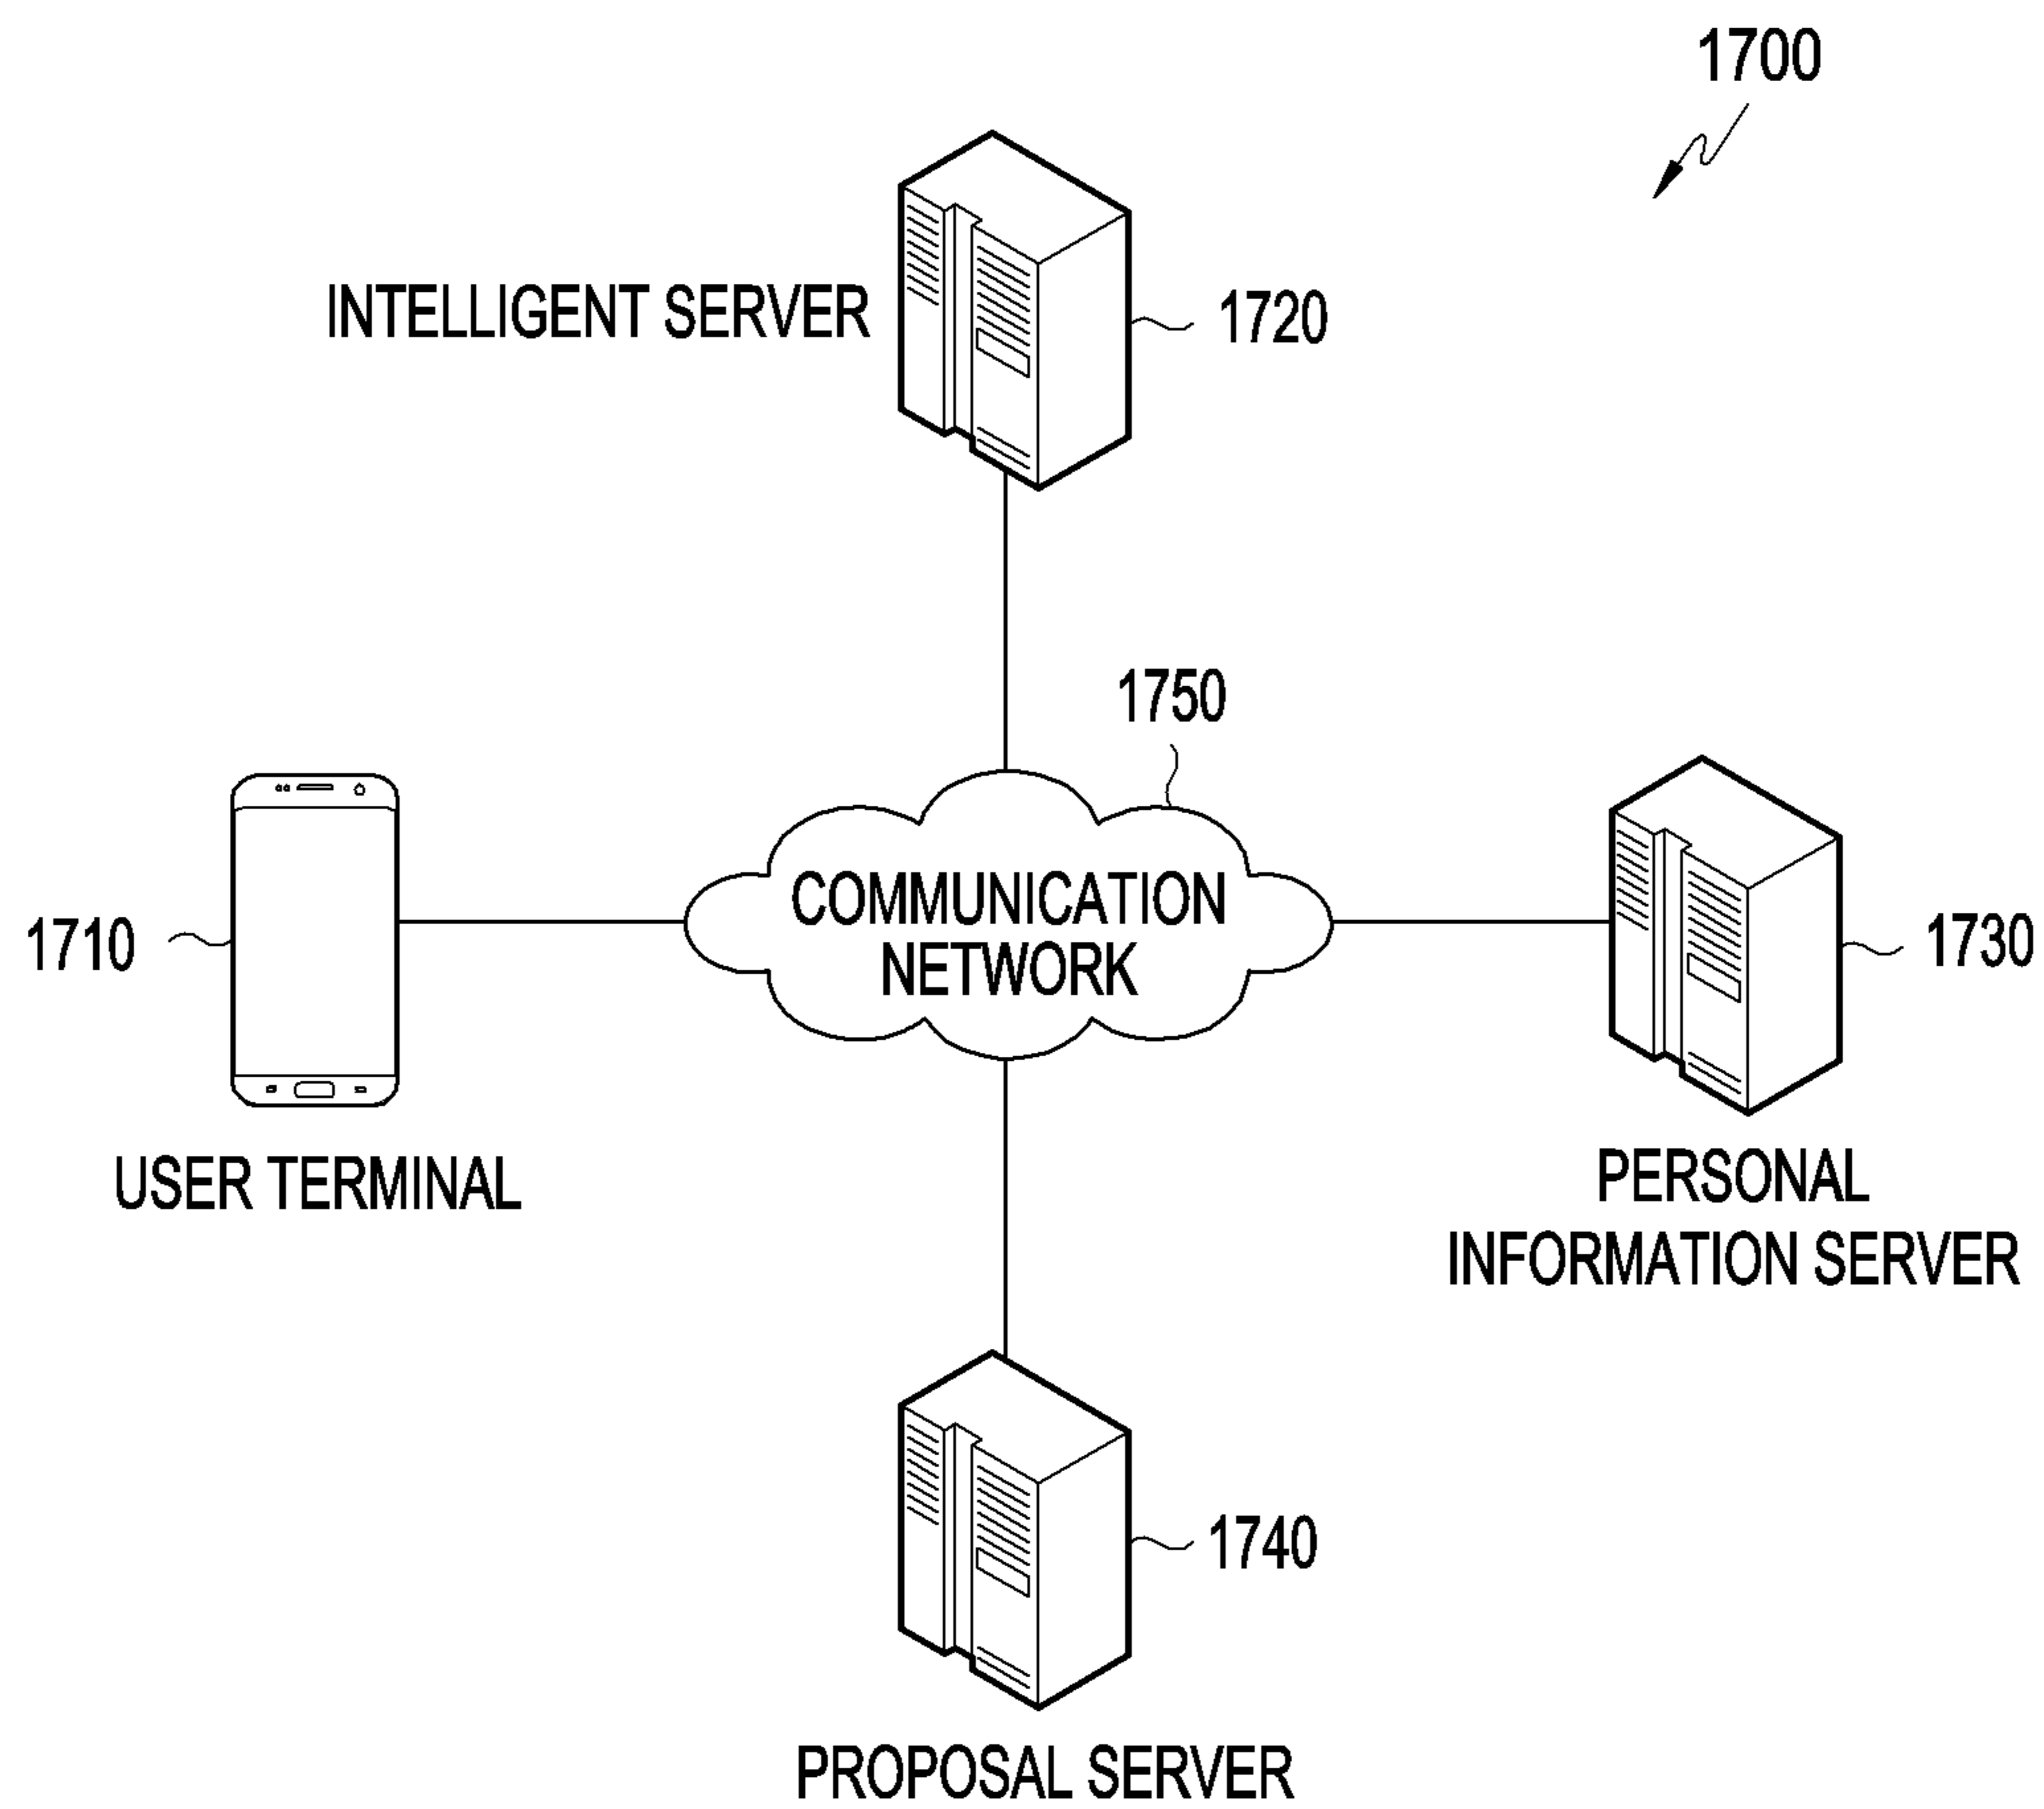 1700
INTELLIGENT SERVER
1720
1750
COMMUNICATION
NETWORK
1710
1730
USER TERMINAL
PERSONAL
INFORMATION SERVER
1740
PROPOSAL SERVER